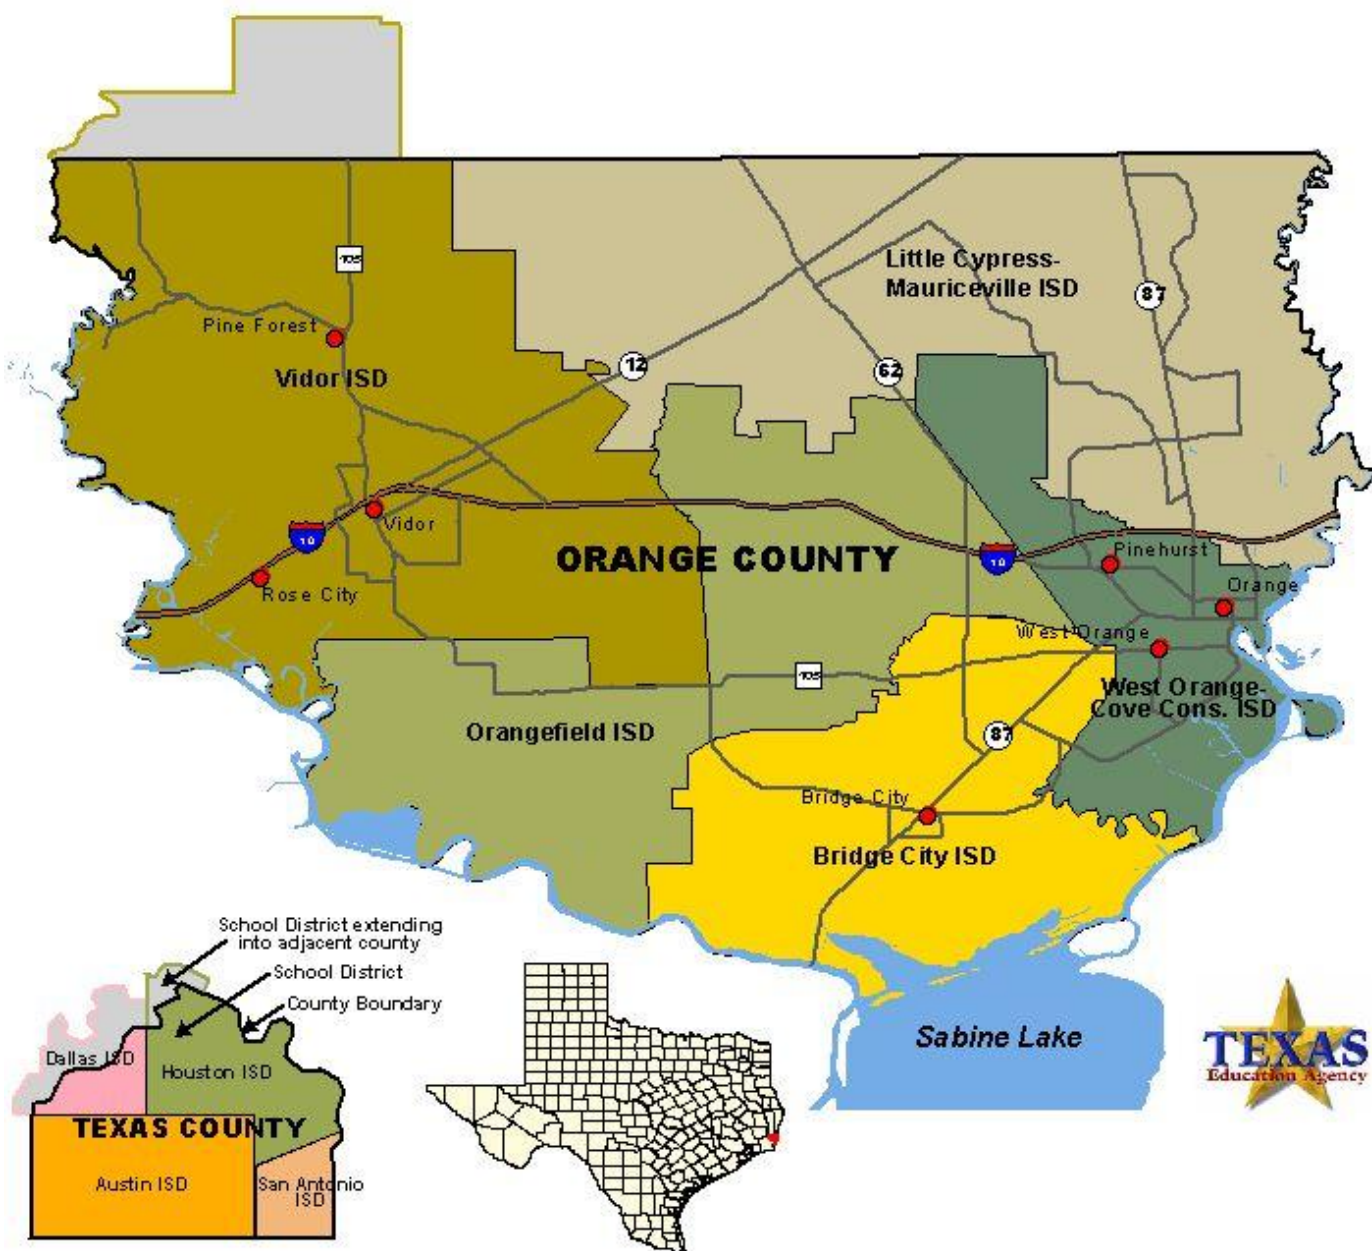 105
Little Cypress-
Mauriceville ISD
87
Pine Forest
12
62
Vidor ISD
Vidor
10
ORANGE COUNTY
10
Pinehurst
Rose City
Orange
West Orange
105
West Orange-
Cove Cons. ISD
Orangefield ISD
87
Bridge City
Bridge City ISD
School District extending
into adjacent county
School District
County Boundary
Dallas ISD
Houston ISD
TEXAS COUNTY
Austin ISD
San Antonio
ISD
Sabine Lake
TEXAS
Education Agency